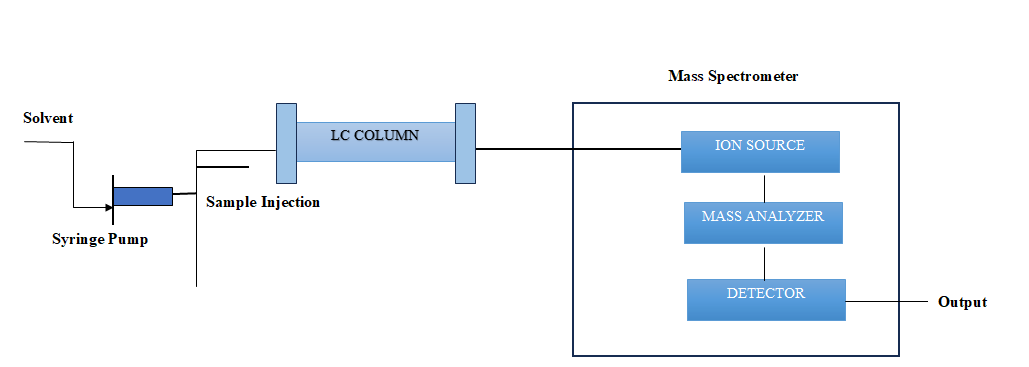 Mass Spectrometer
Solvent
LC COLUMN
ION SOURCE
Sample Injection
MASS ANALYZER
Syringe Pump
DETECTOR
Output